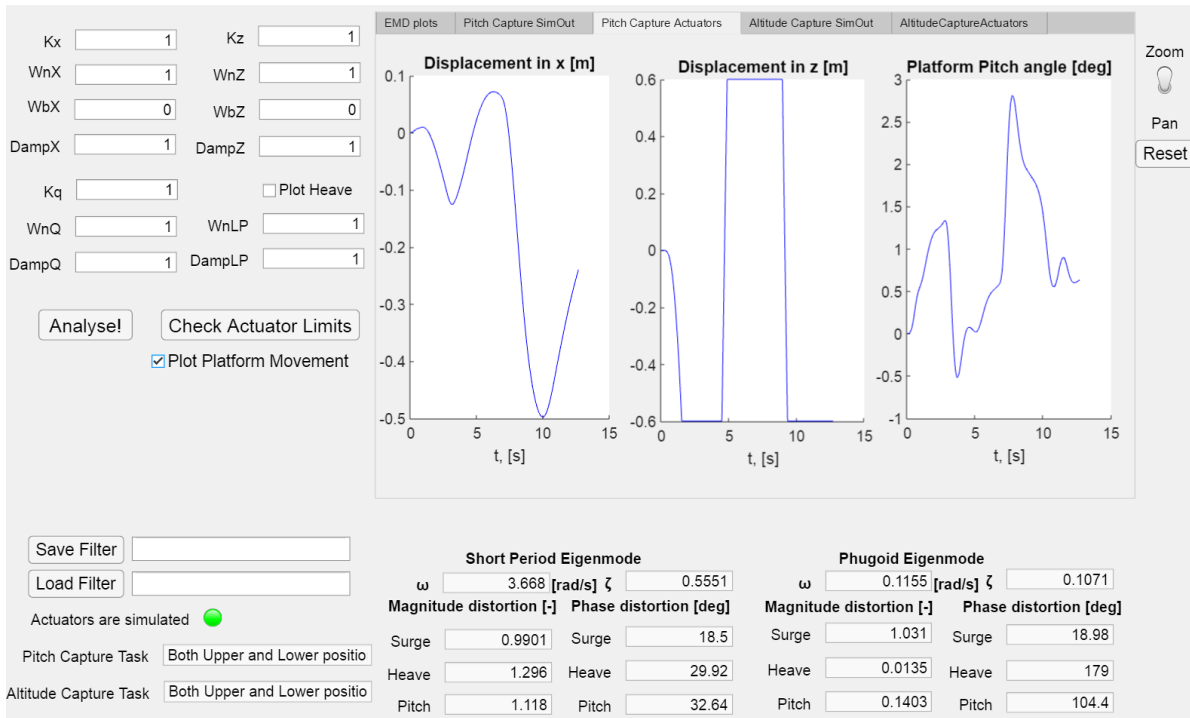 EMD plots Pitch Capture SimOut Pitch Capture Actuators Altitude Capture SimOut AltitudeCaptureActuators
Kx 1 Kz 1
WnX 1 WnZ 1
WbX 0 WbZ 0
DampX 1 DampZ 1
Kq 1 Plot Heave
WnQ 1 WnLP 1
DampQ 1 DampLP 1
Analyse! Check Actuator Limits
Plot Platform Movement
Zoom
Pan
Reset
Displacement in x [m]
0.1
0
-0.1
-0.2
-0.3
-0.4
-0.5
0 5 10 15
t, [s]
Displacement in z [m]
0.6
0.4
0.2
0
-0.2
-0.4
-0.6
0 5 10 15
t, [s]
Platform Pitch angle [deg]
3
2.5
2
1.5
1
0.5
0
-0.5
-1
0 5 10 15
t, [s]
Save Filter
Load Filter
Actuators are simulated
Pitch Capture Task Both Upper and Lower positio
Altitude Capture Task Both Upper and Lower positio
Short Period Eigenmode
ω 3.668 [rad/s] ζ 0.5551
Magnitude distortion [-] Phase distortion [deg]
Surge 0.9901 Surge 18.5
Heave 1.296 Heave 29.92
Pitch 1.118 Pitch 32.64
Phugoid Eigenmode
ω 0.1155 [rad/s] ζ 0.1071
Magnitude distortion [-] Phase distortion [deg]
Surge 1.031 Surge 18.98
Heave 0.0135 Heave 179
Pitch 0.1403 Pitch 104.4